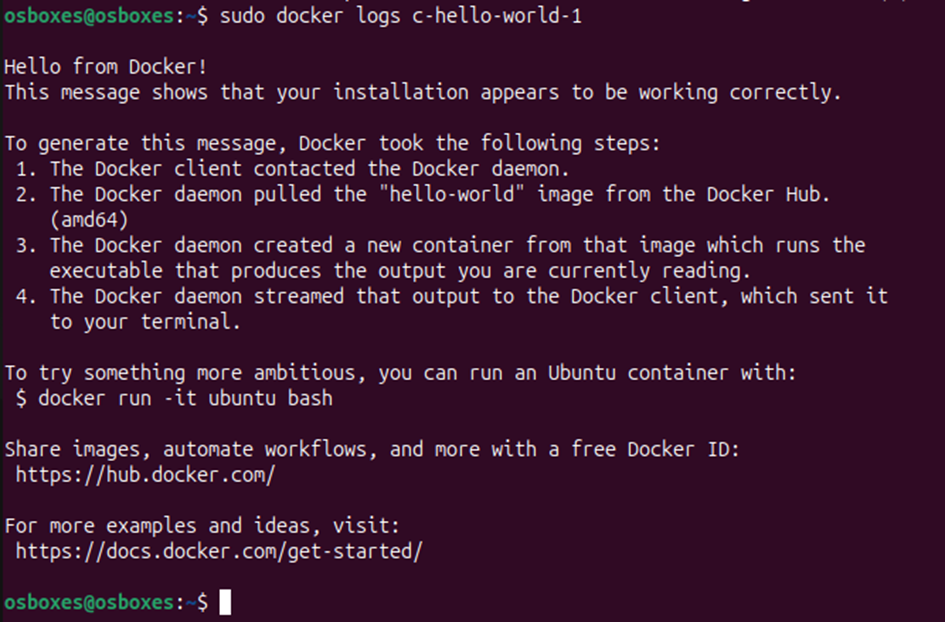 osboxes@osboxes:~$ sudo docker logs c-hello-world-1
Hello from Docker!
This message shows that your installation appears to be working correctly.
To generate this message, Docker took the following steps:
1. The Docker client contacted the Docker daemon.
2. The Docker daemon pulled the "hello-world" image from the Docker Hub.
(amd64)
3. The Docker daemon created a new container from that image which runs the
executable that produces the output you are currently reading.
4. The Docker daemon streamed that output to the Docker client, which sent it
to your terminal.
To try something more ambitious, you can run an Ubuntu container with:
$ docker run -it ubuntu bash
Share images, automate workflows, and more with a free Docker ID:
https://hub.docker.com/
For more examples and ideas, visit:
https://docs.docker.com/get-started/
osboxes@osboxes:~$